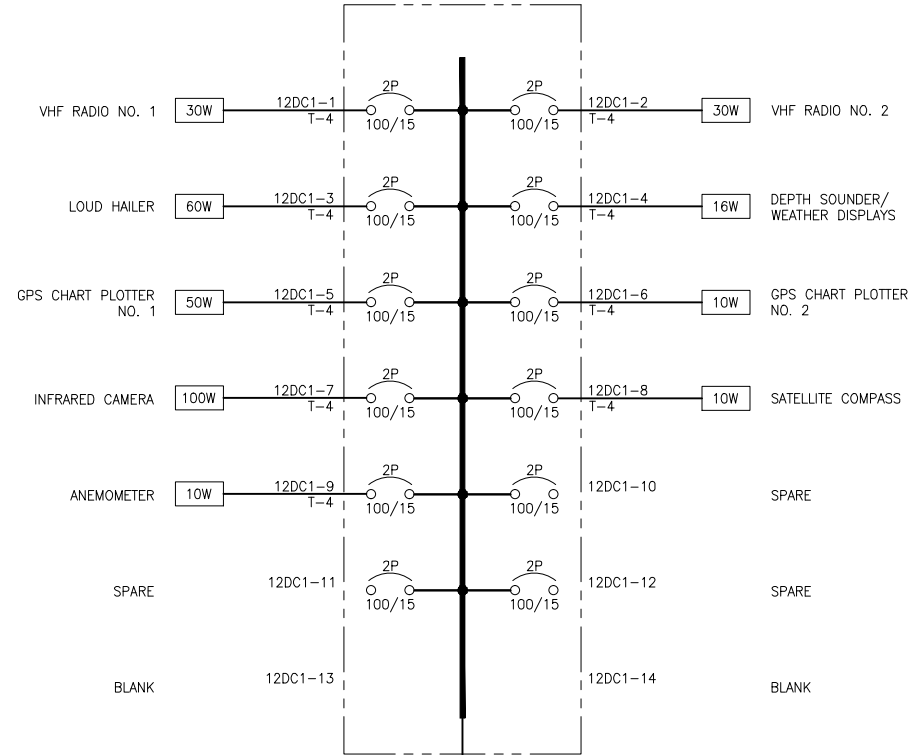 VHF RADIO NO. 1 30W 12DC1-1 T-4 2P 100/15 2P 100/15 12DC1-2 T-4 30W VHF RADIO NO. 2
LOUD HAILER 60W 12DC1-3 T-4 2P 100/15 2P 100/15 12DC1-4 T-4 16W DEPTH SOUNDER/
WEATHER DISPLAYS
GPS CHART PLOTTER
NO. 1 50W 12DC1-5 T-4 2P 100/15 2P 100/15 12DC1-6 T-4 10W GPS CHART PLOTTER
NO. 2
INFRARED CAMERA 100W 12DC1-7 T-4 2P 100/15 2P 100/15 12DC1-8 T-4 10W SATELLITE COMPASS
ANEMOMETER 10W 12DC1-9 T-4 2P 100/15 2P 100/15 12DC1-10 SPARE
SPARE 12DC1-11 2P 100/15 2P 100/15 12DC1-12 SPARE
BLANK 12DC1-13 12DC1-14 BLANK